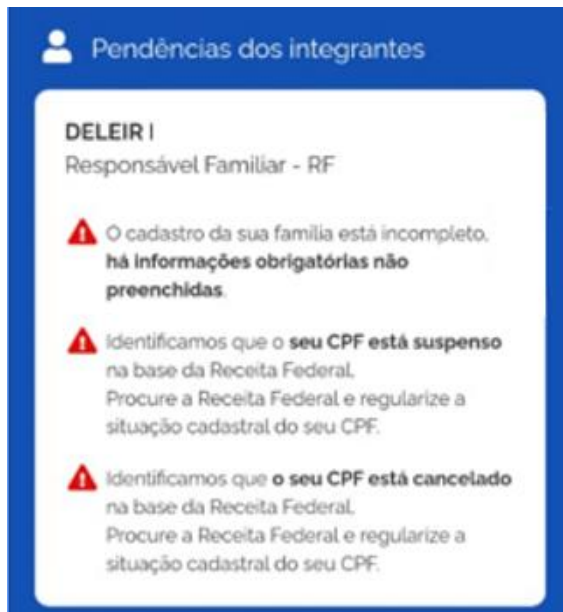 Pendências dos integrantes
DELEIR I
Responsável Familiar - RF
O cadastro da sua família está incompleto,
há informações obrigatórias não
preenchidas.
Identificamos que o seu CPF está suspenso
na base da Receita Federal.
Procure a Receita Federal e regularize a
situação cadastral do seu CPF.
Identificamos que o seu CPF está cancelado
na base da Receita Federal.
Procure a Receita Federal e regularize a
situação cadastral do seu CPF.